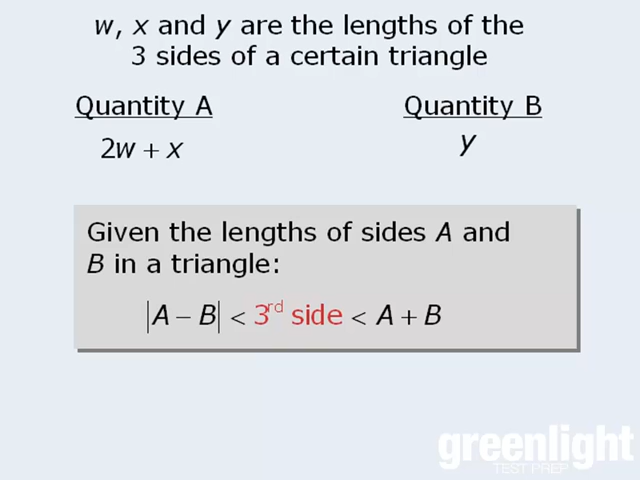 w, x and y are the lengths of the
3 sides of a certain triangle
Quantity A
Quantity B
2w + x
y
Given the lengths of sides A and
B in a triangle:
|A − B| < 3rd side < A + B
greenlight
TEST PREP